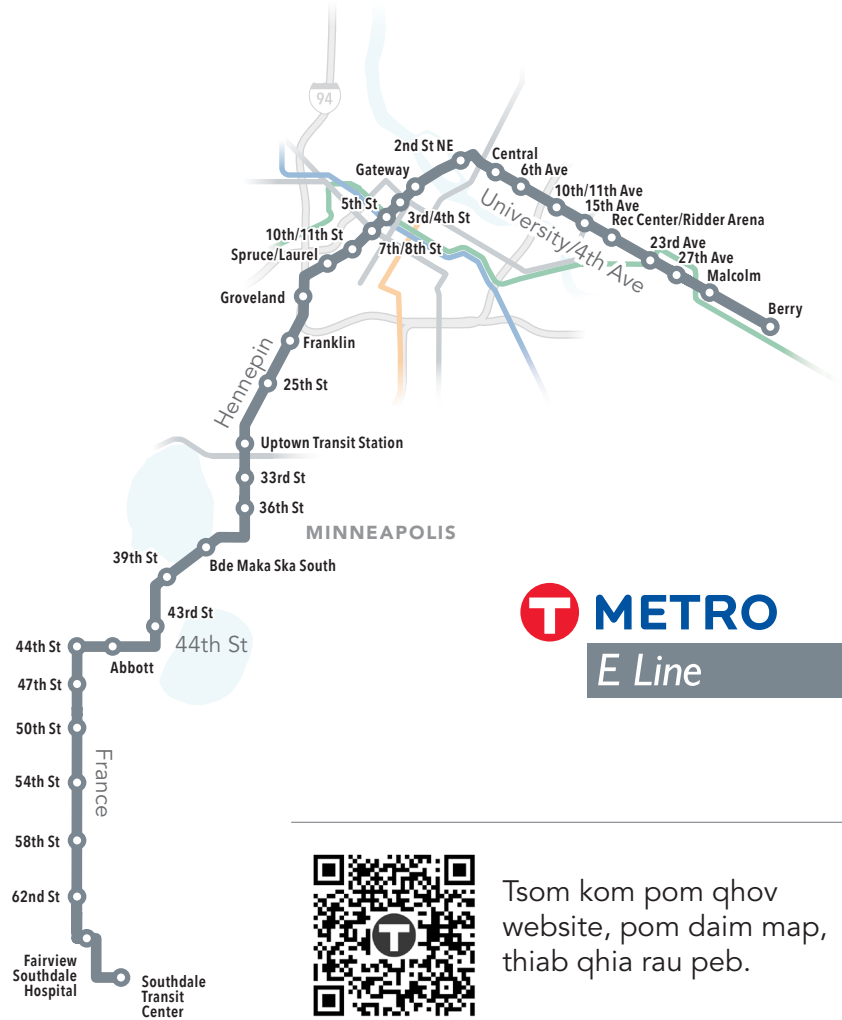 94
2nd St NE
Central
6th Ave
Gateway
10th/11th Ave
15th Ave
5th St
3rd/4th St
Rec Center/Ridder Arena
10th/11th St
7th/8th St
University/4th Ave
23rd Ave
Spruce/Laurel
27th Ave
Malcolm
Groveland
Berry
Franklin
Hennepin
25th St
Uptown Transit Station
33rd St
36th St
MINNEAPOLIS
39th St
Bde Maka Ska South
43rd St
T METRO
44th St
44th St
Abbott
E Line
47th St
50th St
France
54th St
58th St
62nd St
Tsom kom pom qhov
website, pom daim map,
thiab qhia rau peb.
T
Fairview
Southdale
Hospital
Southdale
Transit
Center